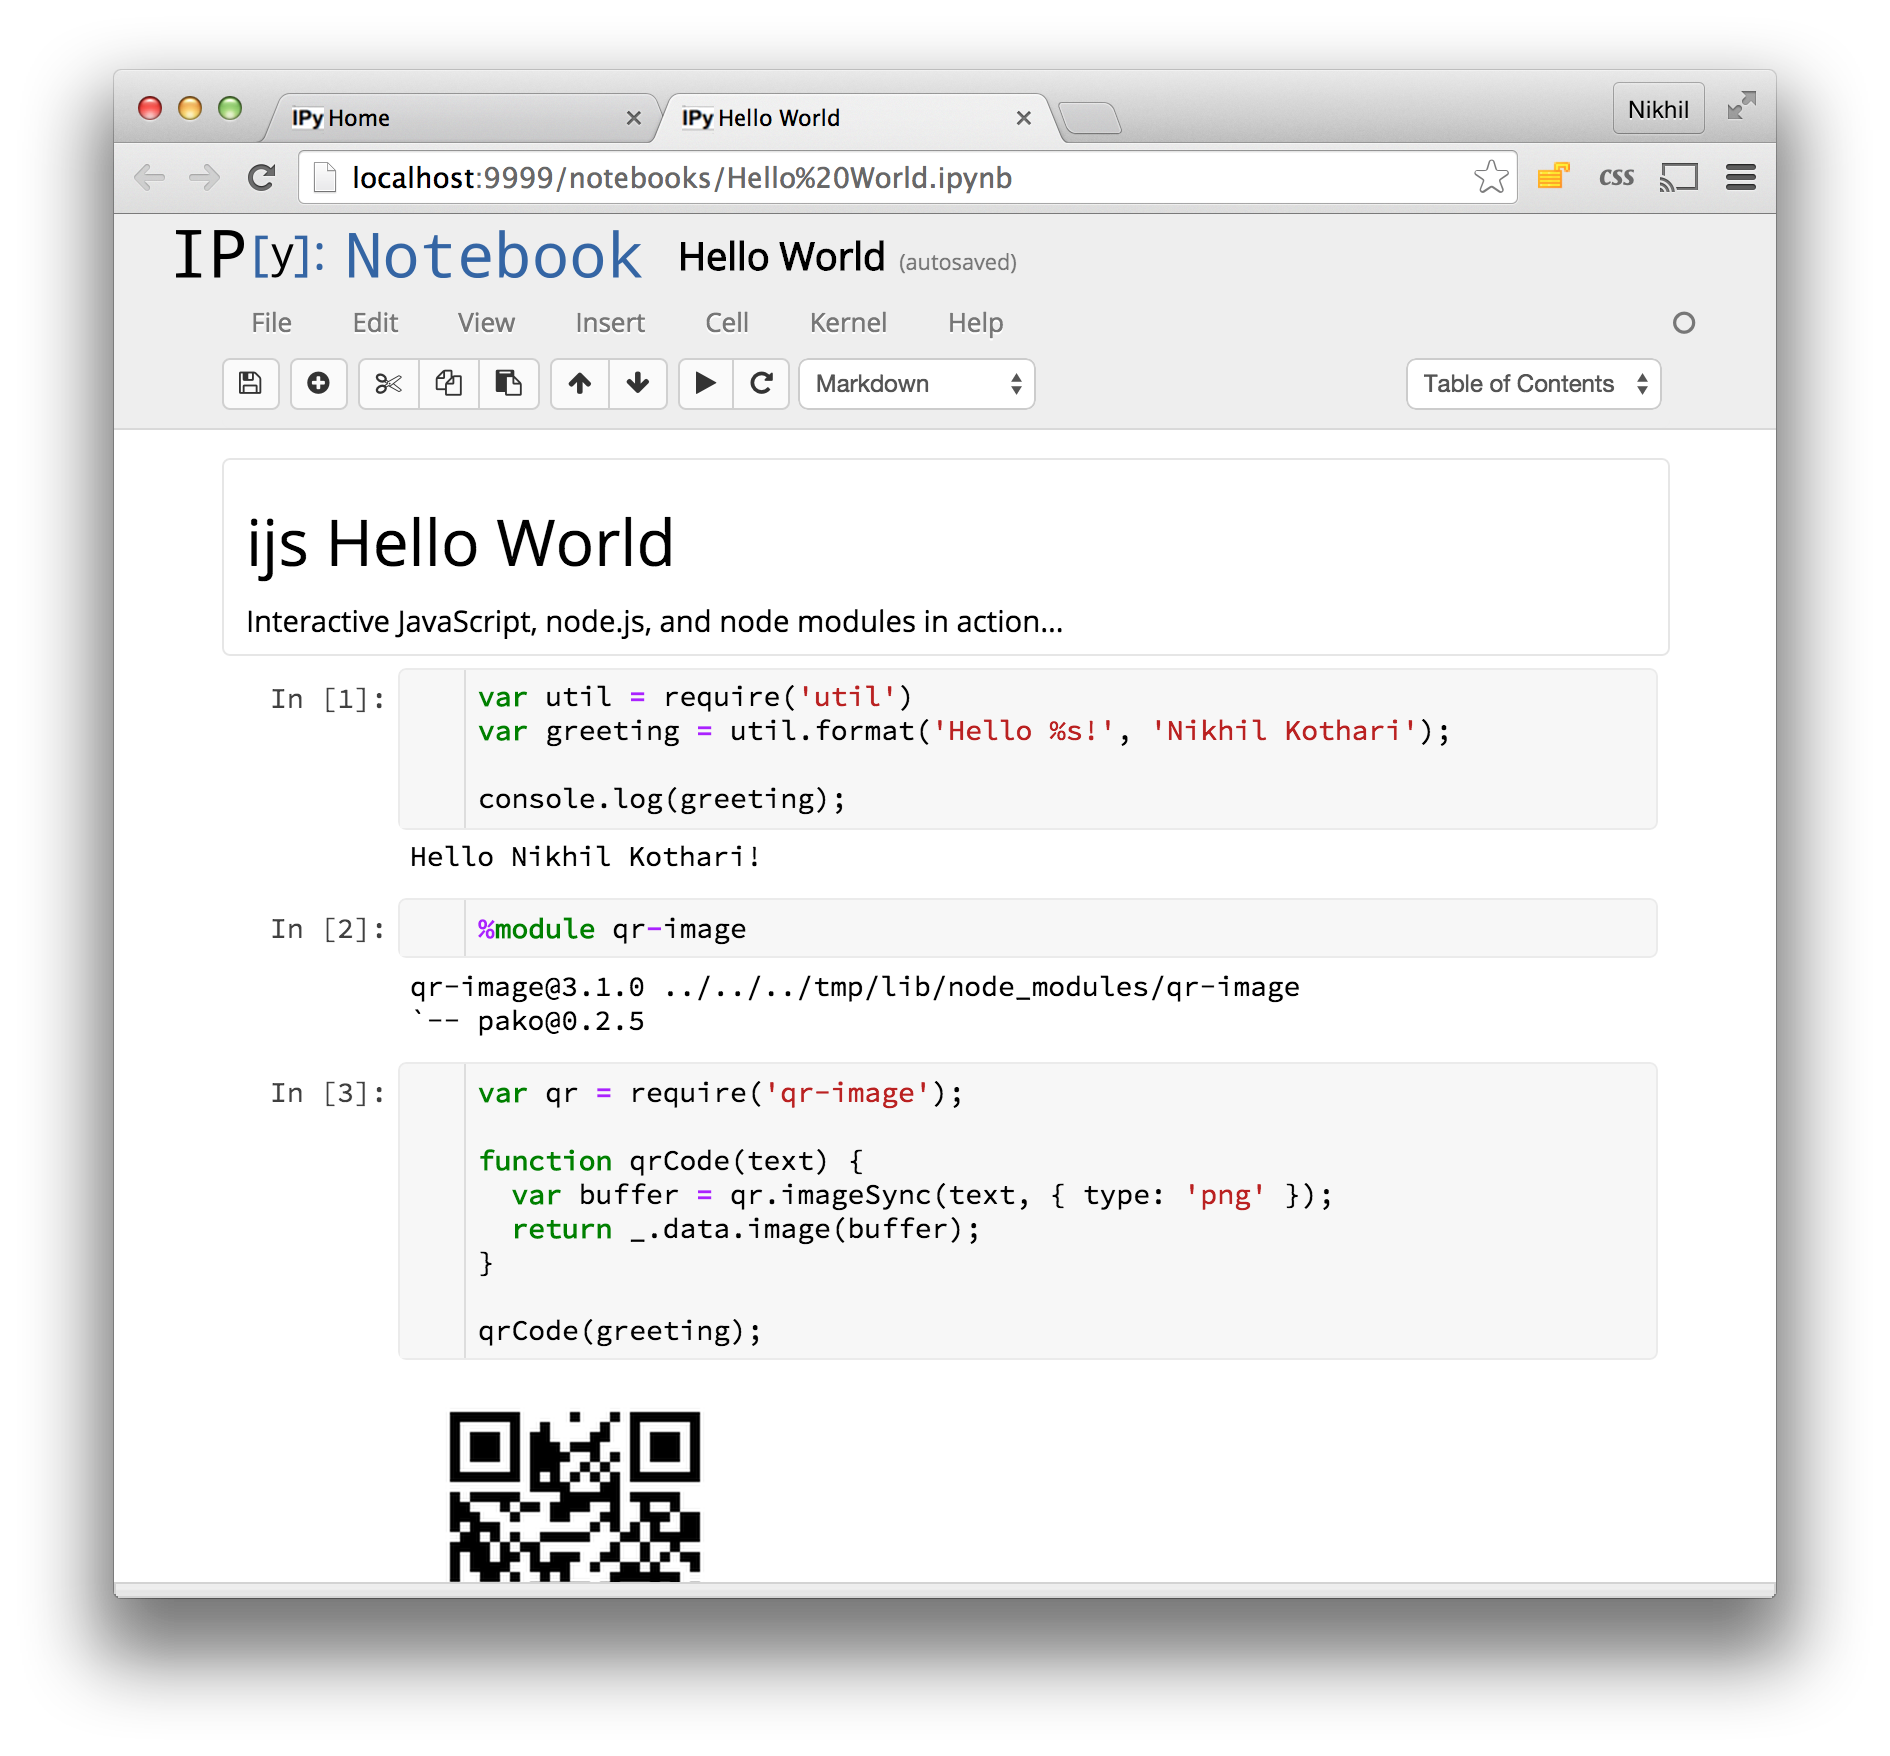 IPy Home
IPy Hello World
Nikhil
localhost:9999/notebooks/Hello%20World.ipynb
css
IP[y]: Notebook Hello World (autosaved)
File Edit View Insert Cell Kernel Help
Markdown
Table of Contents
ijs Hello World
Interactive JavaScript, node.js, and node modules in action...
In [1]:
var util = require('util')
var greeting = util.format('Hello %s!', 'Nikhil Kothari');
console.log(greeting);
Hello Nikhil Kothari!
In [2]:
%module qr-image
qr-image@3.1.0 ../../../tmp/lib/node_modules/qr-image
`-- pako@0.2.5
In [3]:
var qr = require('qr-image');
function qrCode(text) {
  var buffer = qr.imageSync(text, { type: 'png' });
  return _.data.image(buffer);
}
qrCode(greeting);